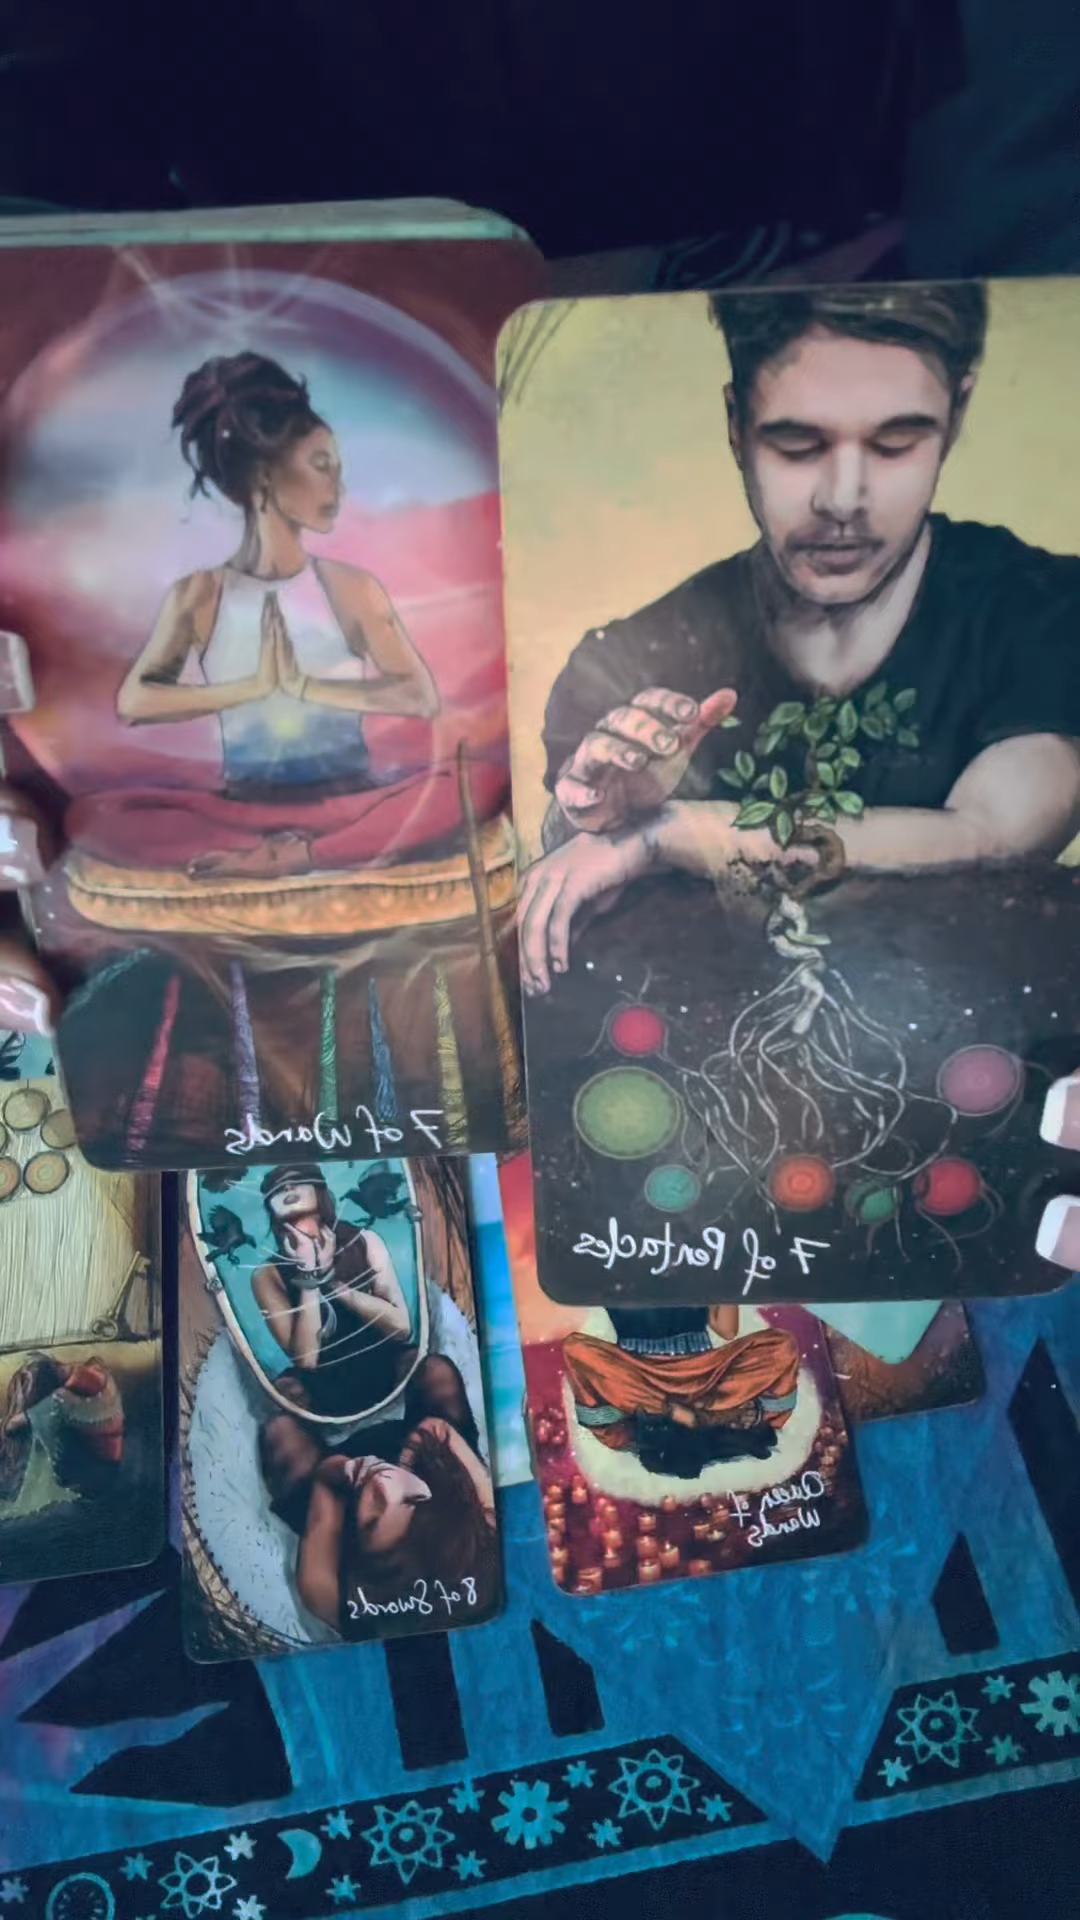 7 of Wands
7 of Pentacles
Queen of
Wands
8 of Swords